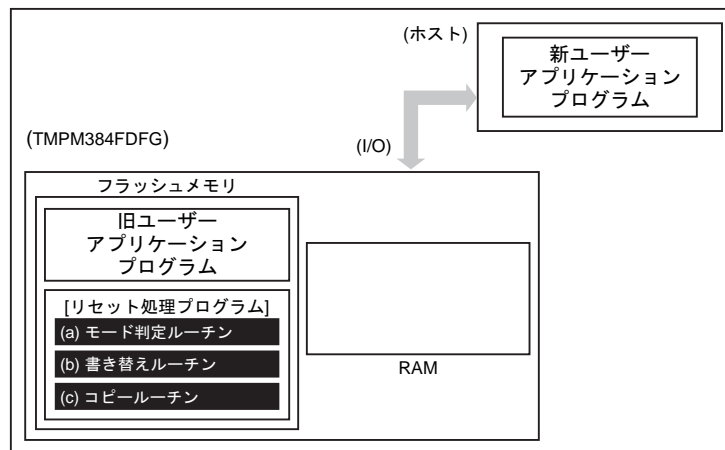 (ホスト)
新ユーザー
アプリケーション
プログラム
(TMPM384FDFG)
(I/O)
フラッシュメモリ
旧ユーザー
アプリケーション
プログラム
[リセット処理プログラム]
(a) モード判定ルーチン
(b) 書き替えルーチン
(c) コピールーチン
RAM